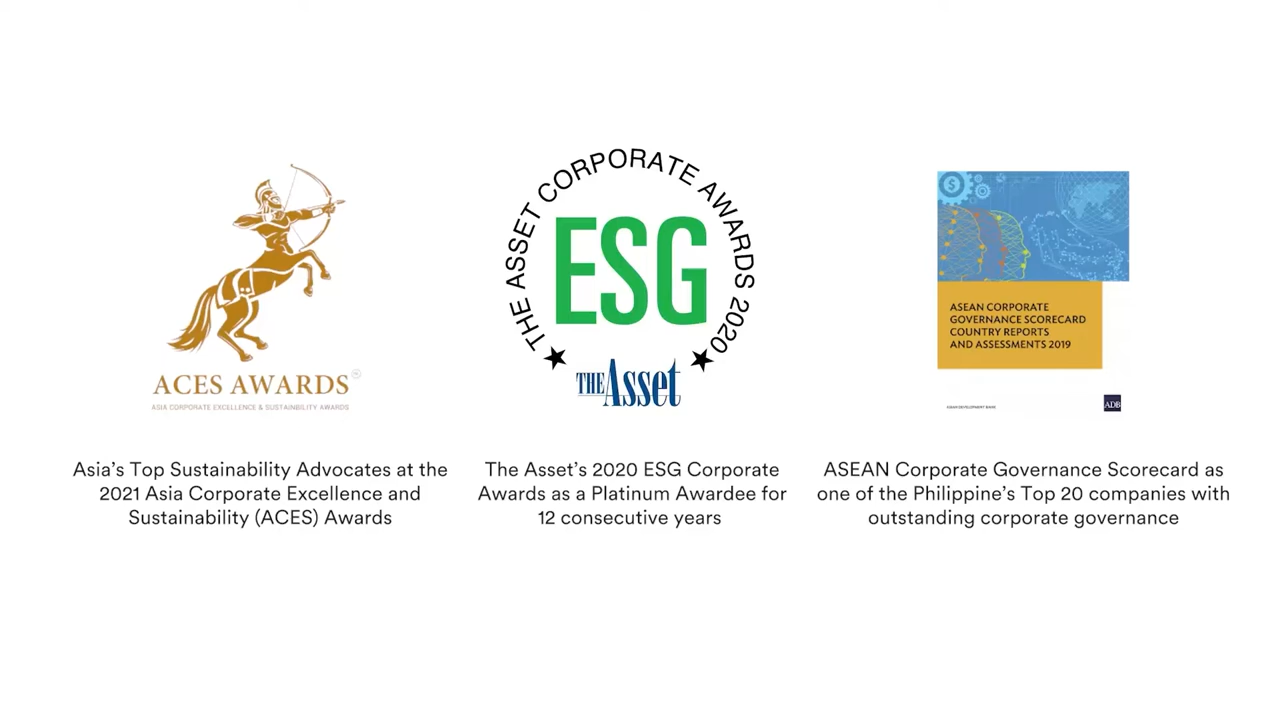 ACES AWARDS
ASIA CORPORATE EXCELLENCE & SUSTAINABILITY AWARDS
Asia's Top Sustainability Advocates at the
2021 Asia Corporate Excellence and
Sustainability (ACES) Awards
THE ASSET CORPORATE AWARDS 2020
ESG
THE Asset
The Asset's 2020 ESG Corporate
Awards as a Platinum Awardee for
12 consecutive years
$
ASEAN CORPORATE
GOVERNANCE SCORECARD
COUNTRY REPORTS
AND ASSESSMENTS 2019
ASIAN DEVELOPMENT BANK
ADB
ASEAN Corporate Governance Scorecard as
one of the Philippine's Top 20 companies with
outstanding corporate governance